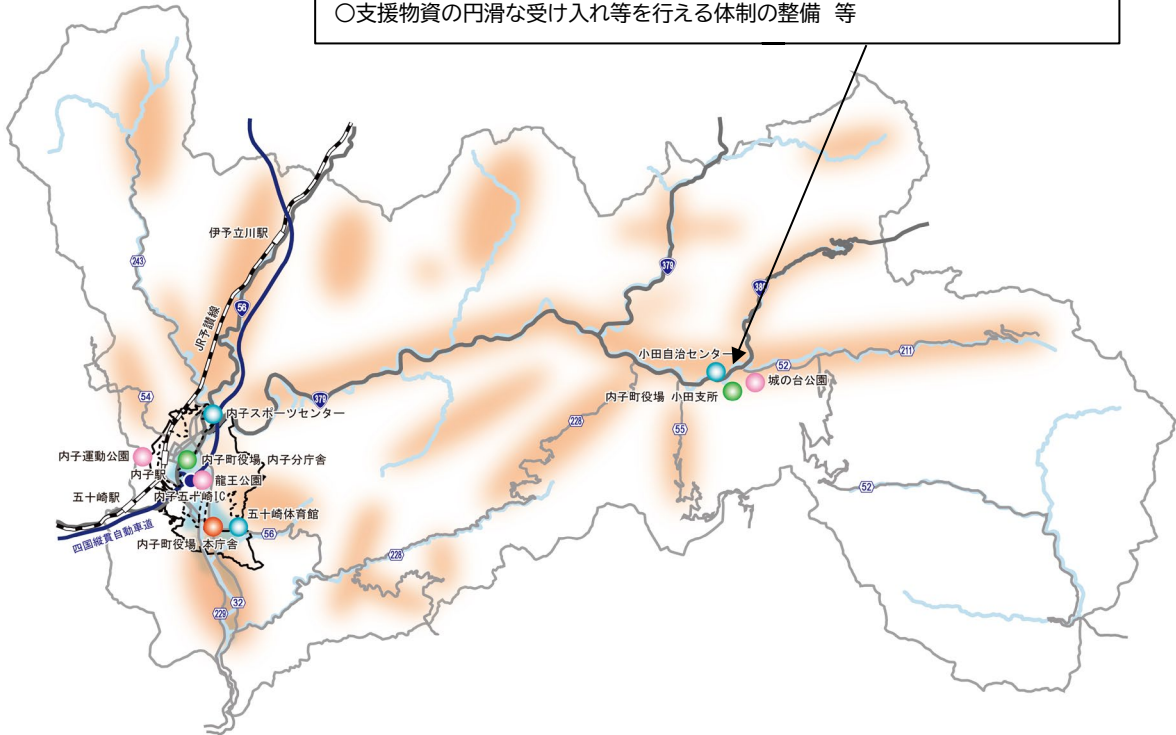 ○支援物資の円滑な受け入れ等を行える体制の整備 等
伊予立川駅
243
56
JR予讃線
379
380
小田自治センター
52
211
城の台公園
内子町役場 小田支所
54
379
内子スポーツセンター
228
55
内子運動公園
内子町役場 内子分庁舎
内子駅
龍王公園
五十崎駅
内子五十崎IC
52
五十崎体育館
四国縦貫自動車道
内子町役場 本庁舎
56
228
32
229